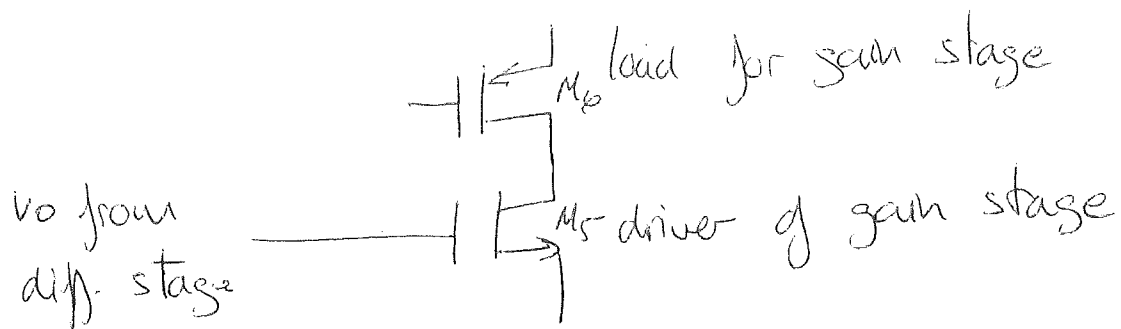 M6 load for gain stage
vo from
diff. stage
M5 driver of gain stage